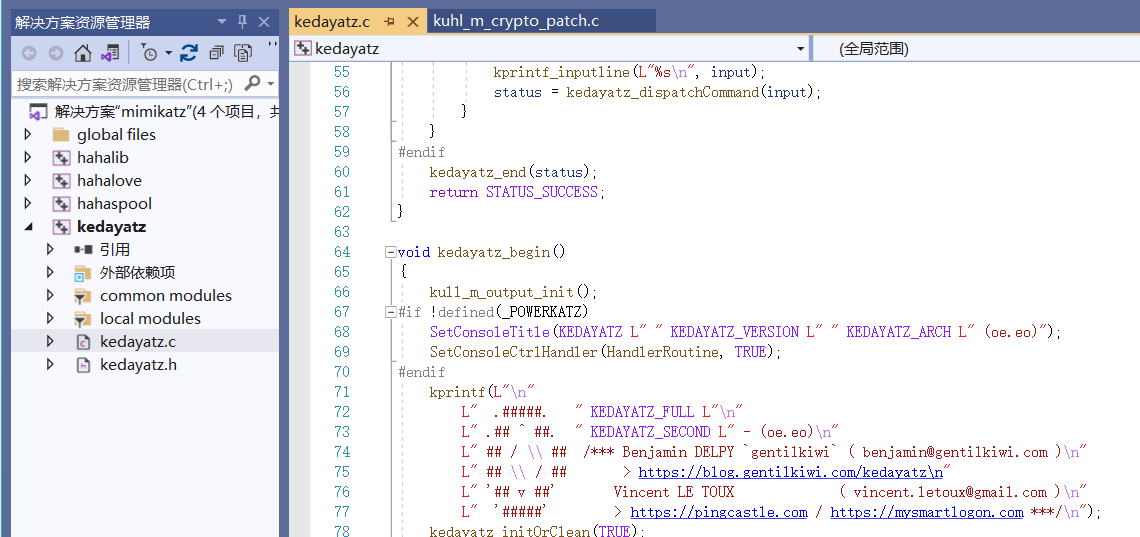 解决方案资源管理器
搜索解决方案资源管理器(Ctrl+;)
解决方案"mimikatz"(4 个项目, 共
global files
hahalib
hahalove
hahaspool
kedayatz
引用
外部依赖项
common modules
local modules
kedayatz.c
kedayatz.h
kedayatz.c kuhl_m_crypto_patch.c
kedayatz (全局范围)
55 kprintf_inputline(L"%s\n", input);
56 status = kedayatz_dispatchCommand(input);
57 }
58 }
59 #endif
60 kedayatz_end(status);
61 return STATUS_SUCCESS;
62 }
63
64 void kedayatz_begin()
65 {
66 kull_m_output_init();
67 #if !defined(_POWERKATZ)
68 SetConsoleTitle(KEDAYATZ L" " KEDAYATZ_VERSION L" " KEDAYATZ_ARCH L" (oe.eo)");
69 SetConsoleCtrlHandler(HandlerRoutine, TRUE);
70 #endif
71 kprintf(L"\n"
72 L"  .#####.   " KEDAYATZ_FULL L"\n"
73 L" .## ^ ##.  " KEDAYATZ_SECOND L" - (oe.eo)\n"
74 L" ## / \\ ##  /*** Benjamin DELPY `gentilkiwi` ( benjamin@gentilkiwi.com )\n"
75 L" ## \\ / ##       > https://blog.gentilkiwi.com/kedayatz\n"
76 L" '## v ##'       Vincent LE TOUX             ( vincent.letoux@gmail.com )\n"
77 L"  '#####'        > https://pingcastle.com / https://mysmartlogon.com ***/\n");
78 kedayatz_initOrClean(TRUE);